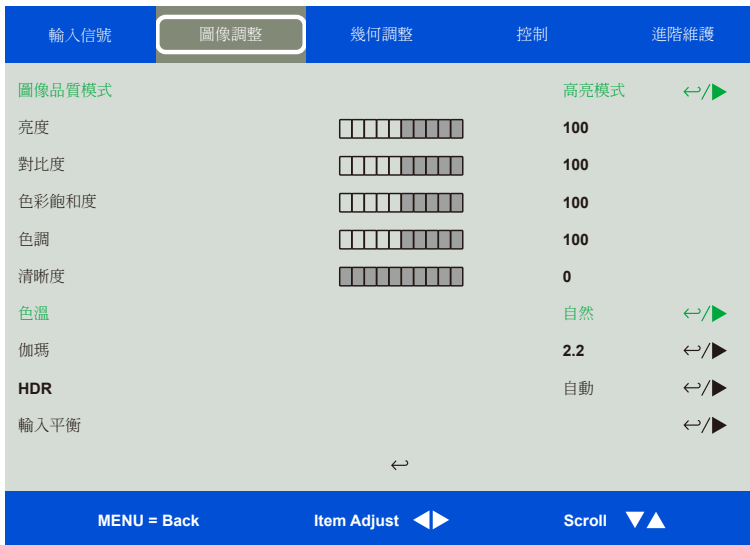 輸入信號 圖像調整 幾何調整 控制 進階維護
圖像品質模式 高亮模式 ↩/▶
亮度 100
對比度 100
色彩飽和度 100
色調 100
清晰度 0
色溫 自然 ↩/▶
伽瑪 2.2 ↩/▶
HDR 自動 ↩/▶
輸入平衡 ↩/▶
↩
MENU = Back Item Adjust ◀▶ Scroll ▼▲